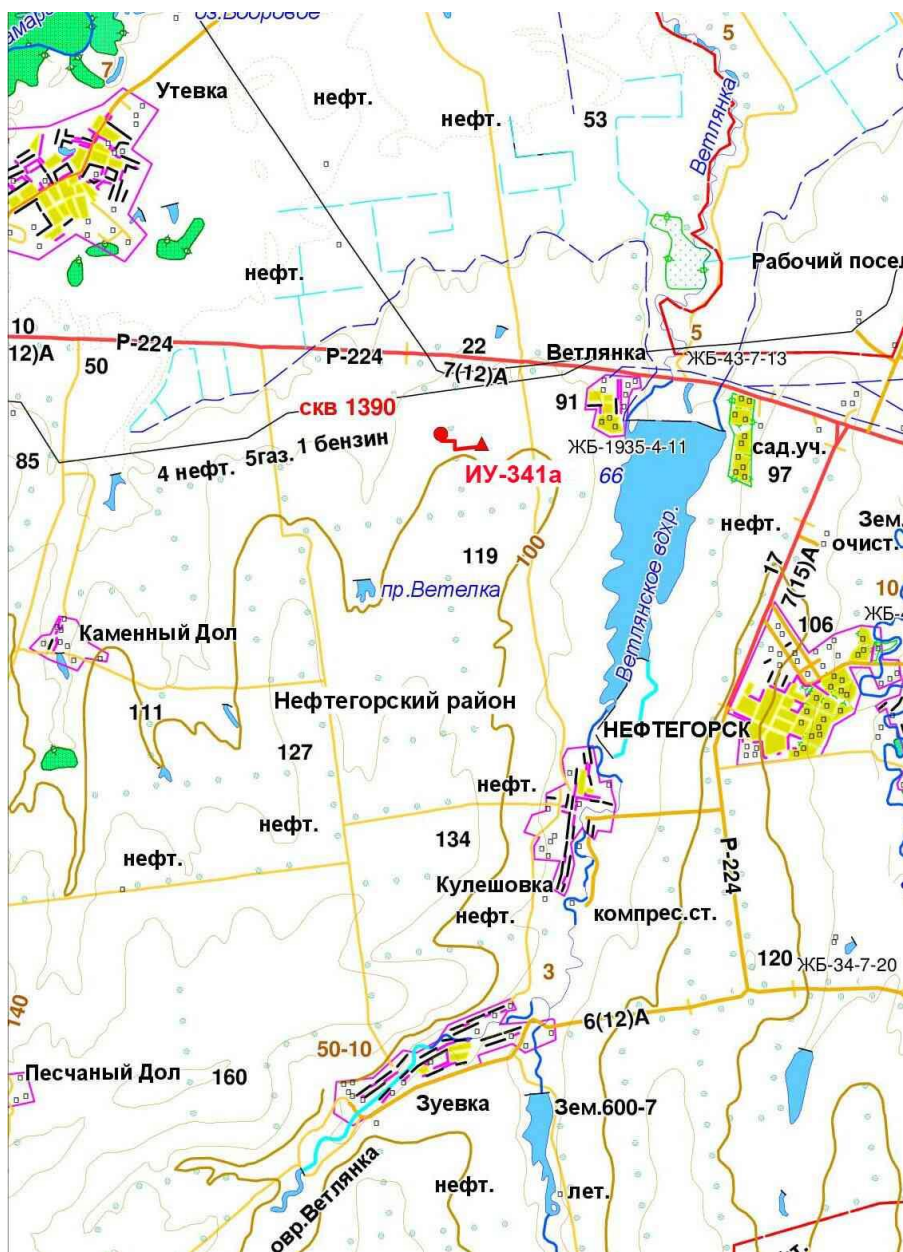 оз.Бобровое
7
5
Утевка
нефт.
нефт.
53
Ветлянка
нефт.
Рабочий посел
10
12)А
50
Р-224
Р-224
22
7(12)А
Ветлянка
5
ЖБ-43-7-13
91
скв 1390
85
4 нефт.
5газ.
1 бензин
ИУ-341а
ЖБ-1935-4-11
66
сад.уч.
97
нефт.
Зем.
очист.
119
100
17
7(15)А
пр.Ветелка
Ветлянское вдхр.
10
106
ЖБ-4
Каменный Дол
Нефтегорский район
111
127
НЕФТЕГОРСК
нефт.
нефт.
134
нефт.
Р-224
Кулешовка
нефт.
компрес.ст.
3
120
ЖБ-34-7-20
140
6(12)А
50-10
Песчаный Дол
160
Зуевка
Зем.600-7
овр.Ветлянка
нефт.
лет.